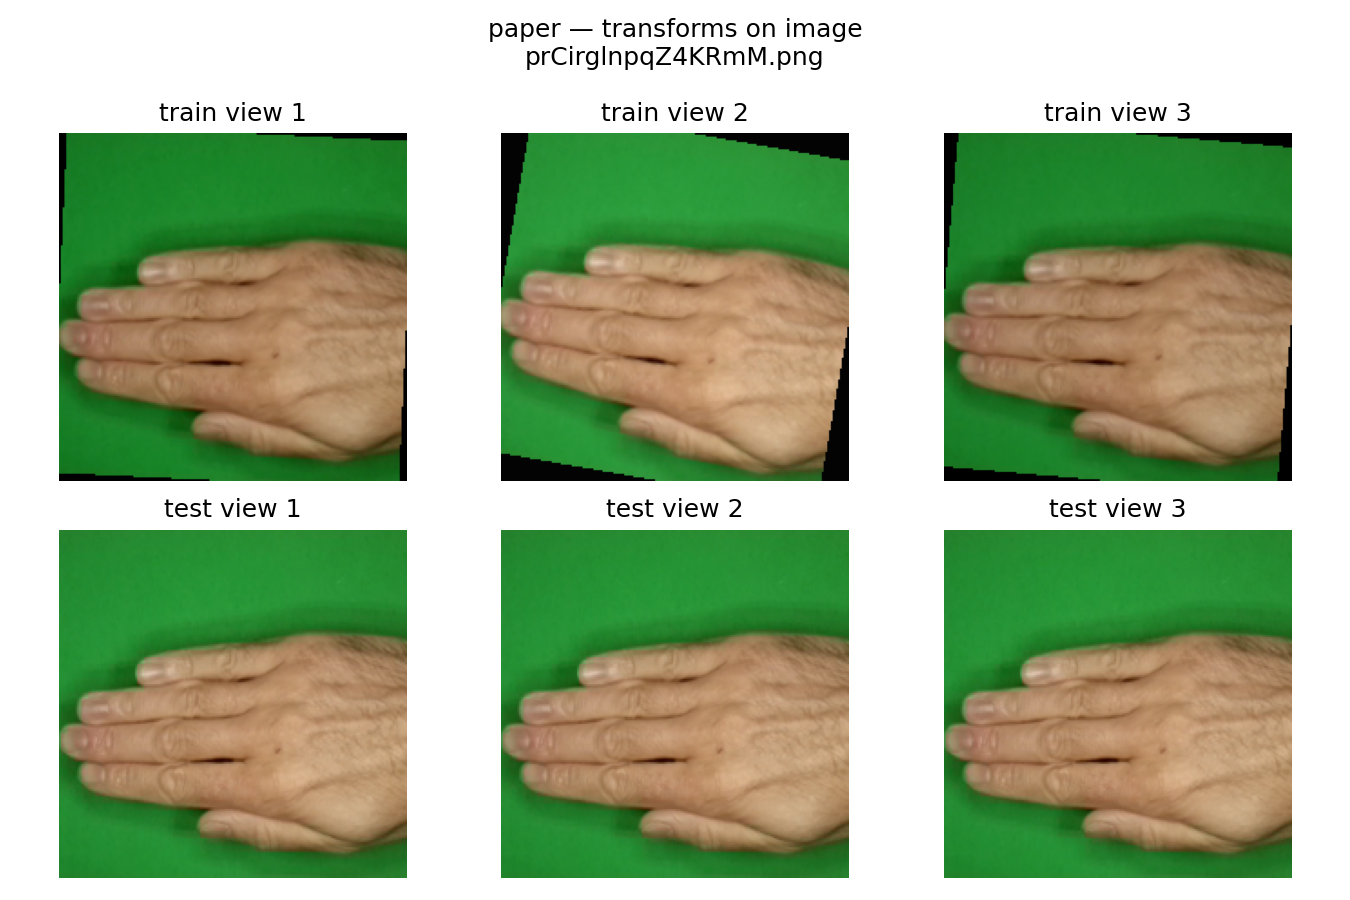 paper — transforms on image
prCirglnpqZ4KRmM.png
train view 1
train view 2
train view 3
test view 1
test view 2
test view 3